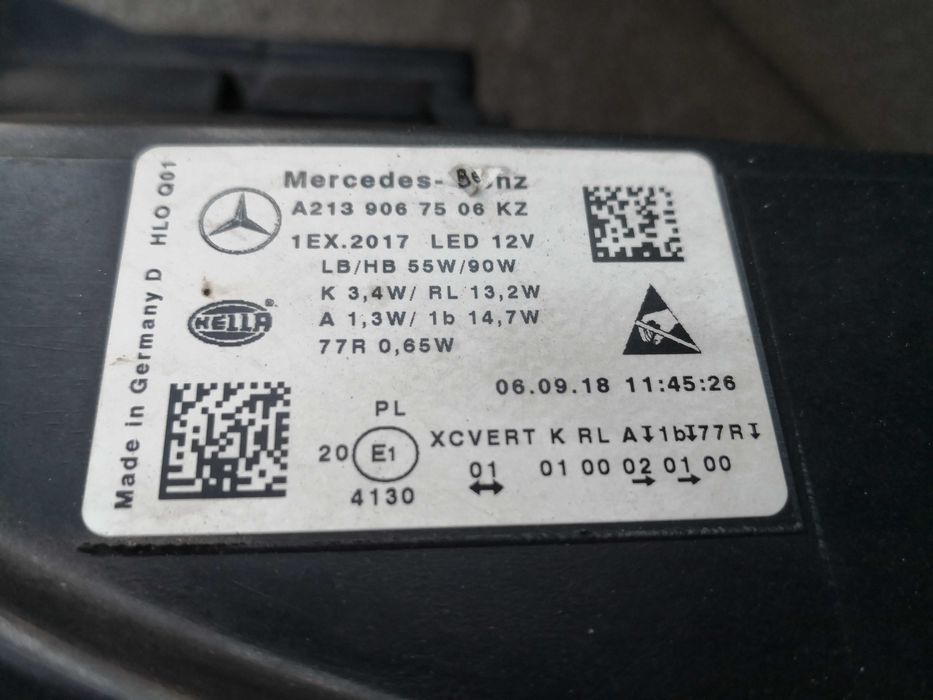 Mercedes-Benz
A213 906 75 06 KZ
1EX.2017 LED 12V
LB/HB 55W/90W
K 3,4W/ RL 13,2W
A 1,3W/ 1b 14,7W
77R 0,65W
HELLA®
Made in Germany D HLO Q01
06.09.18 11:45:26
PL
20 E1 XCVERT K RL A↧1b↧77R↧
01 01 00 02 01 00
4130